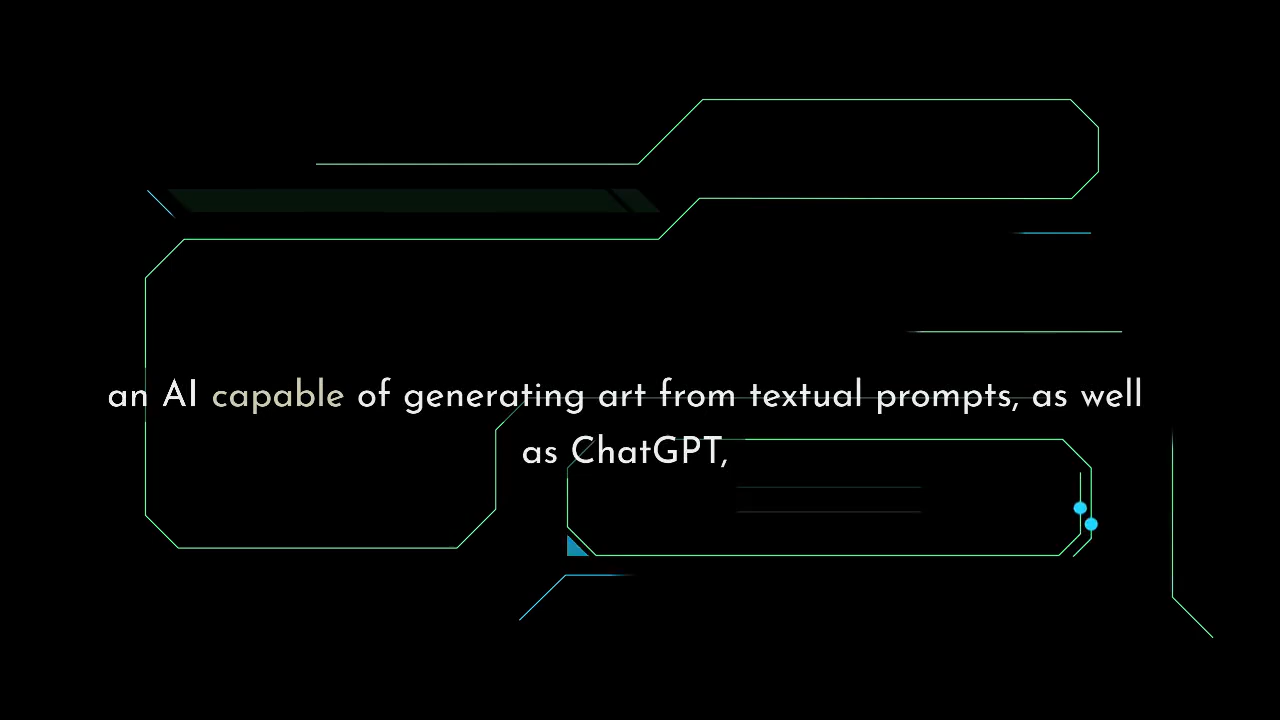 an AI capable of generating art from textual prompts, as well
as ChatGPT,